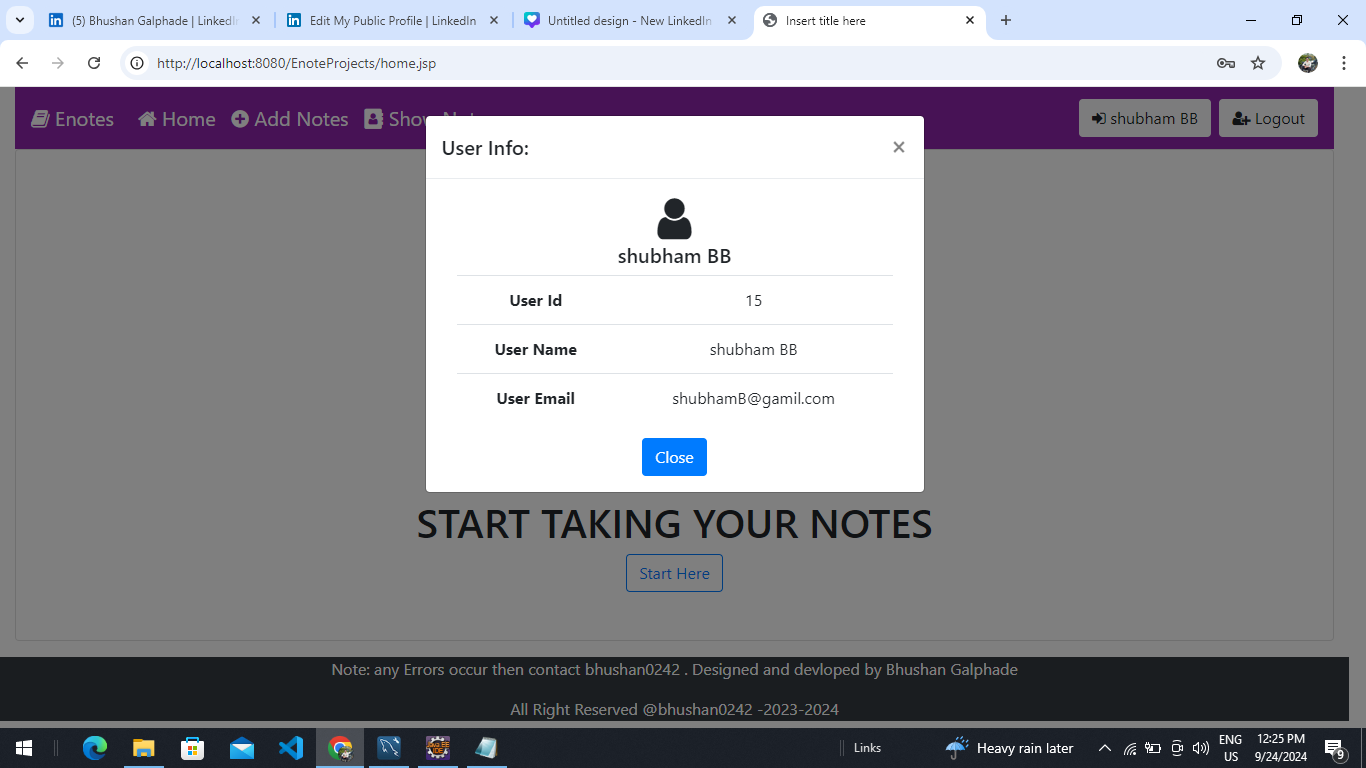 (5) Bhushan Galphade | LinkedIn
Edit My Public Profile | LinkedIn
Untitled design - New LinkedIn
Insert title here
http://localhost:8080/EnoteProjects/home.jsp
Enotes Home Add Notes Show
shubham BB Logout
User Info: ×
shubham BB
User Id 15
User Name shubham BB
User Email shubhamB@gamil.com
Close
START TAKING YOUR NOTES
Start Here
Note: any Errors occur then contact bhushan0242 . Designed and devloped by Bhushan Galphade
All Right Reserved @bhushan0242 -2023-2024
Links
Heavy rain later
ENG
US
12:25 PM
9/24/2024
9